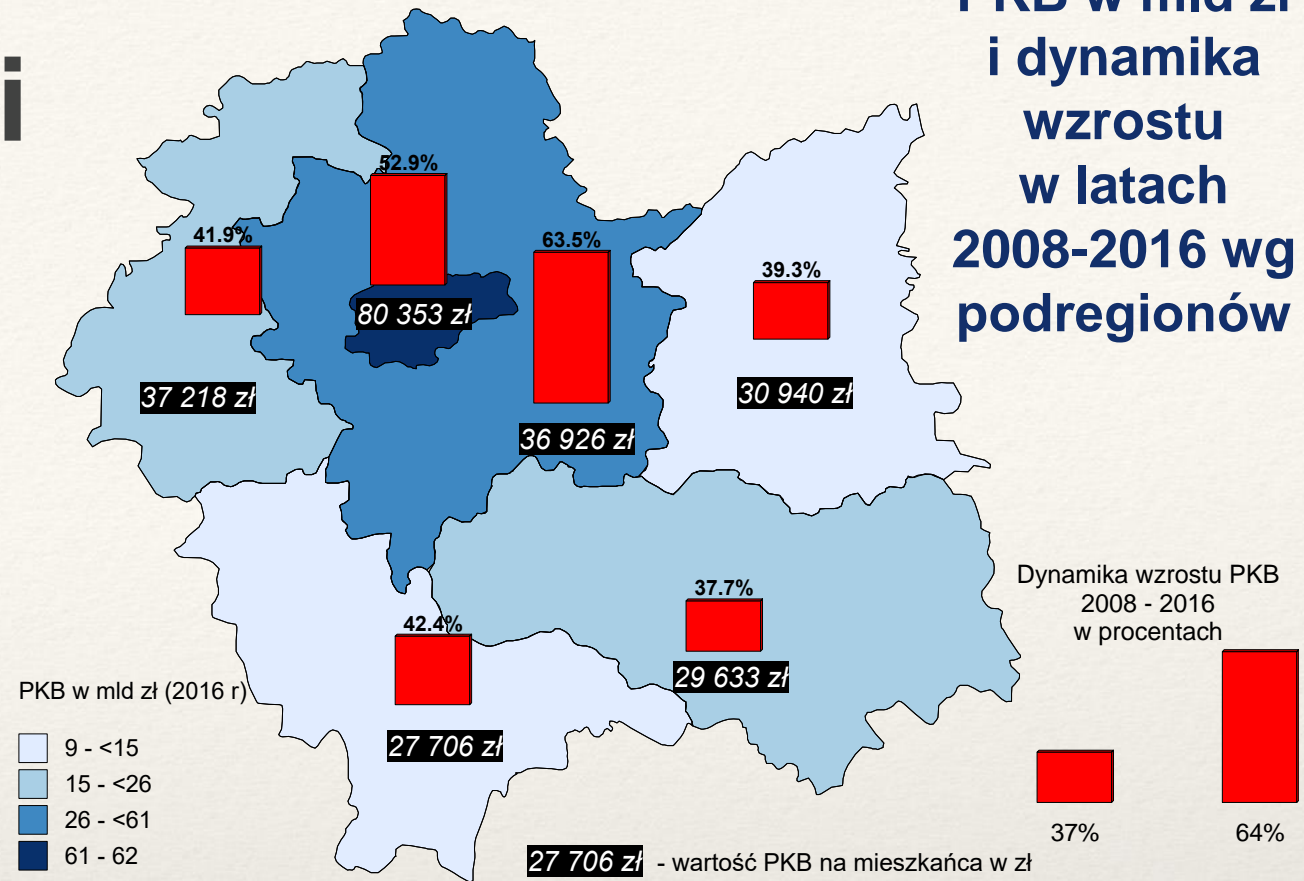 i
PKB w mld zł
i dynamika
wzrostu
w latach
2008-2016 wg
podregionów
52.9%
41.9%
63.5%
39.3%
80 353 zł
37 218 zł
30 940 zł
36 926 zł
37.7%
42.4%
29 633 zł
27 706 zł
Dynamika wzrostu PKB
2008 - 2016
w procentach
37%
64%
PKB w mld zł (2016 r)
9 - <15
15 - <26
26 - <61
61 - 62
27 706 zł - wartość PKB na mieszkańca w zł